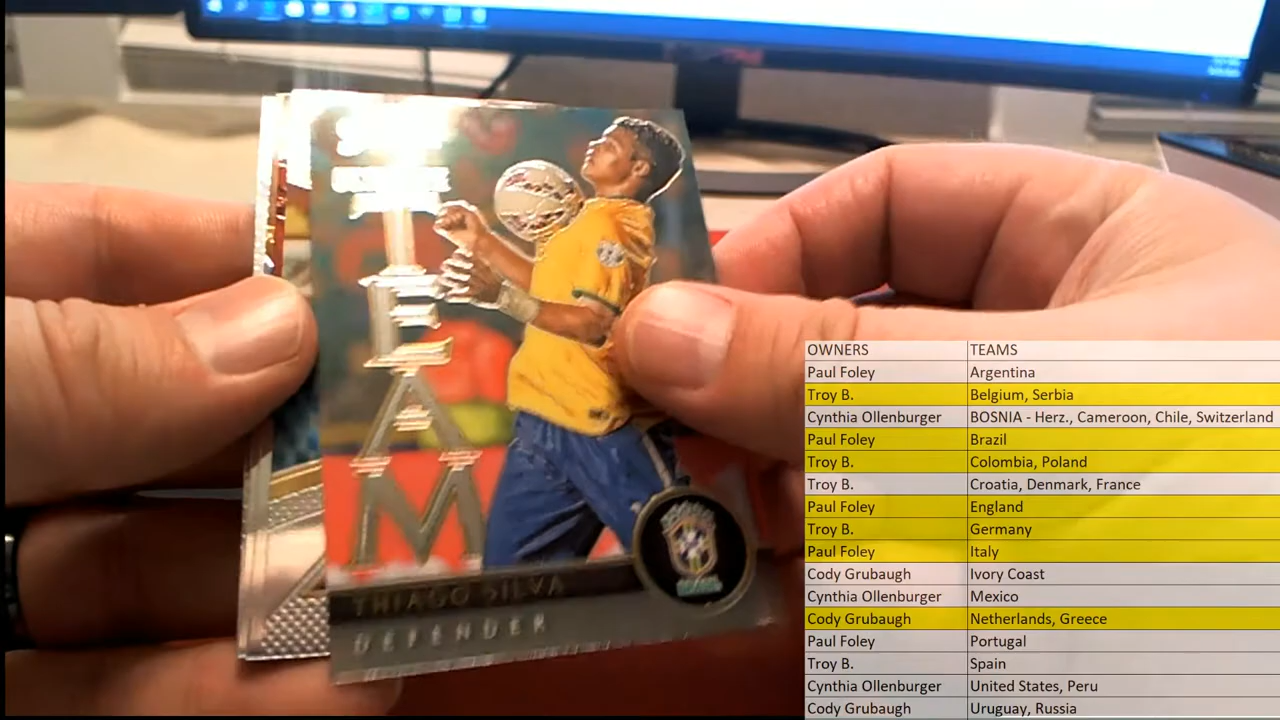 TEAM
THIAGO SILVA
DEFENDER
BRASIL
OWNERS TEAMS
Paul Foley Argentina
Troy B. Belgium, Serbia
Cynthia Ollenburger BOSNIA - Herz., Cameroon, Chile, Switzerland
Paul Foley Brazil
Troy B. Colombia, Poland
Troy B. Croatia, Denmark, France
Paul Foley England
Troy B. Germany
Paul Foley Italy
Cody Grubaugh Ivory Coast
Cynthia Ollenburger Mexico
Cody Grubaugh Netherlands, Greece
Paul Foley Portugal
Troy B. Spain
Cynthia Ollenburger United States, Peru
Cody Grubaugh Uruguay, Russia